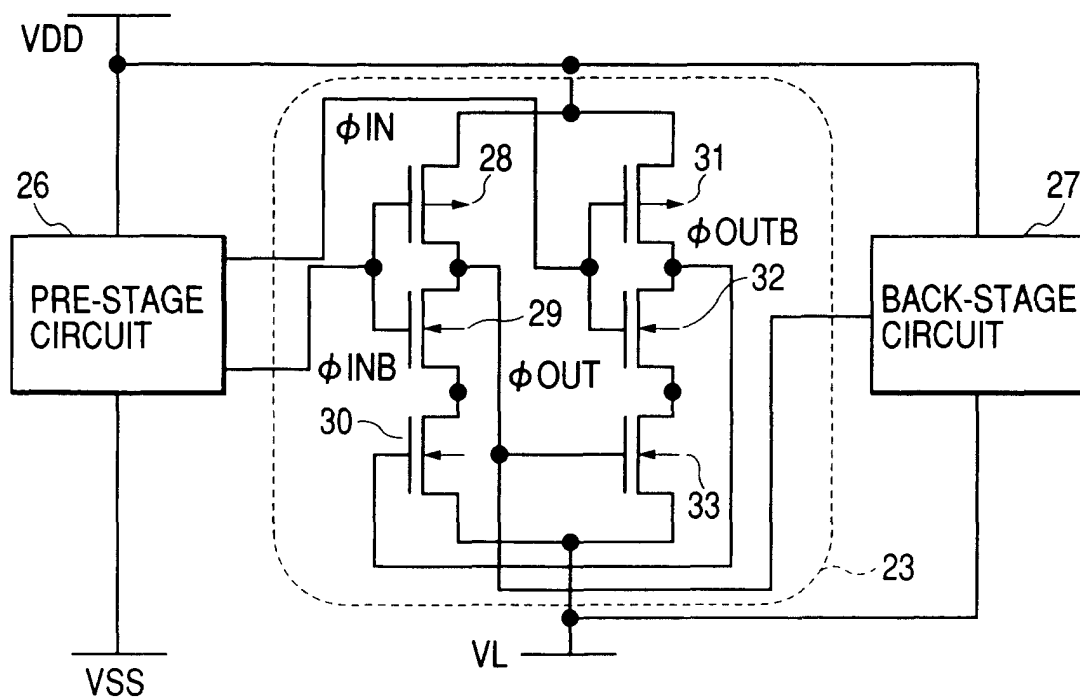 VDD
ϕIN
28
31
26
27
ϕOUTB
PRE-STAGE
CIRCUIT
32
BACK-STAGE
CIRCUIT
29
ϕINB
ϕOUT
30
33
23
VL
VSS